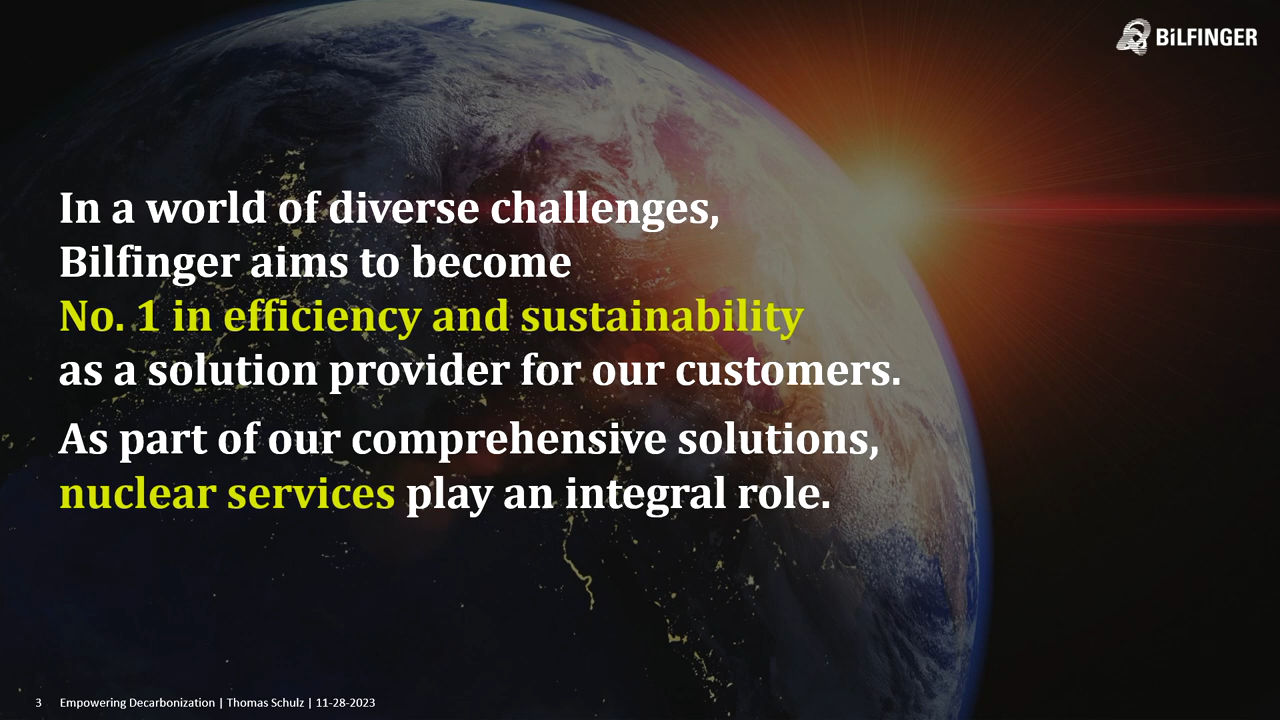 BiLFINGER
In a world of diverse challenges,
Bilfinger aims to become
No. 1 in efficiency and sustainability
as a solution provider for our customers.
As part of our comprehensive solutions,
nuclear services play an integral role.
3 Empowering Decarbonization | Thomas Schulz | 11-28-2023